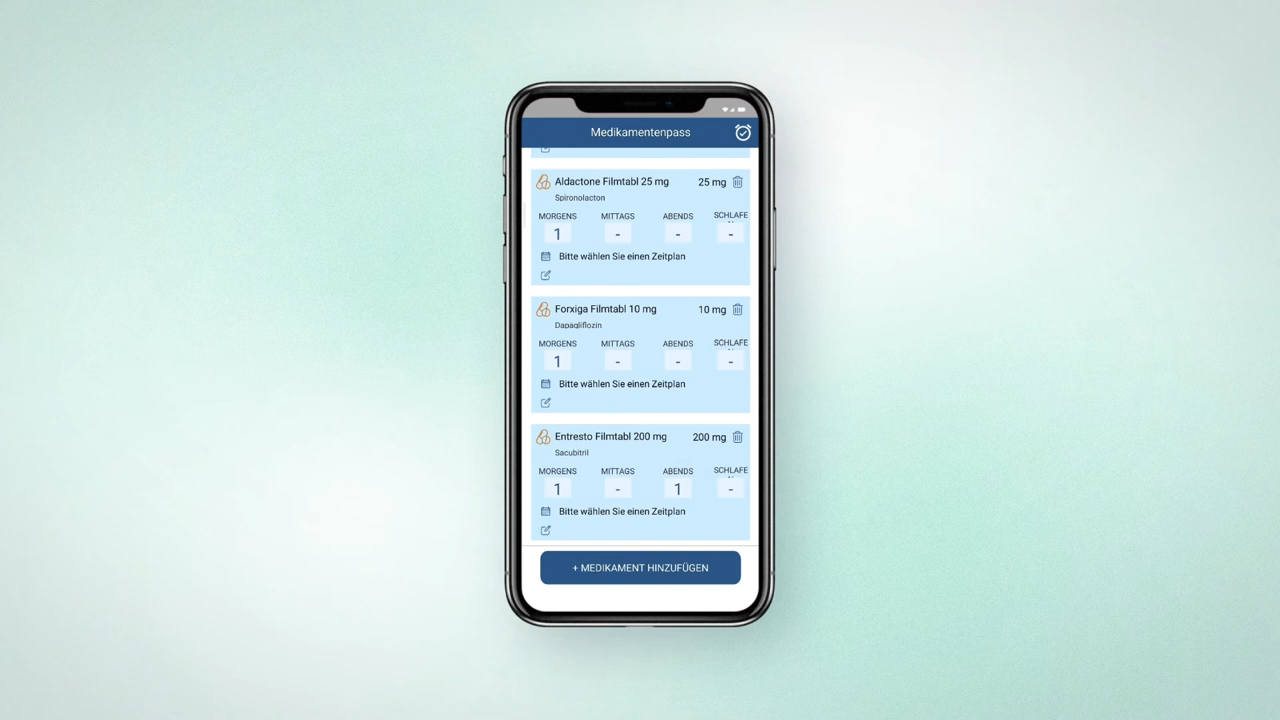 Medikamentenpass
Aldactone Filmtabl 25 mg 25 mg
Spironolacton
MORGENS MITTAGS ABENDS SCHLAFE
1 - - -
Bitte wählen Sie einen Zeitplan
Forxiga Filmtabl 10 mg 10 mg
Dapagliflozin
MORGENS MITTAGS ABENDS SCHLAFE
1 - - -
Bitte wählen Sie einen Zeitplan
Entresto Filmtabl 200 mg 200 mg
Sacubitril
MORGENS MITTAGS ABENDS SCHLAFE
1 - 1 -
Bitte wählen Sie einen Zeitplan
+ MEDIKAMENT HINZUFÜGEN